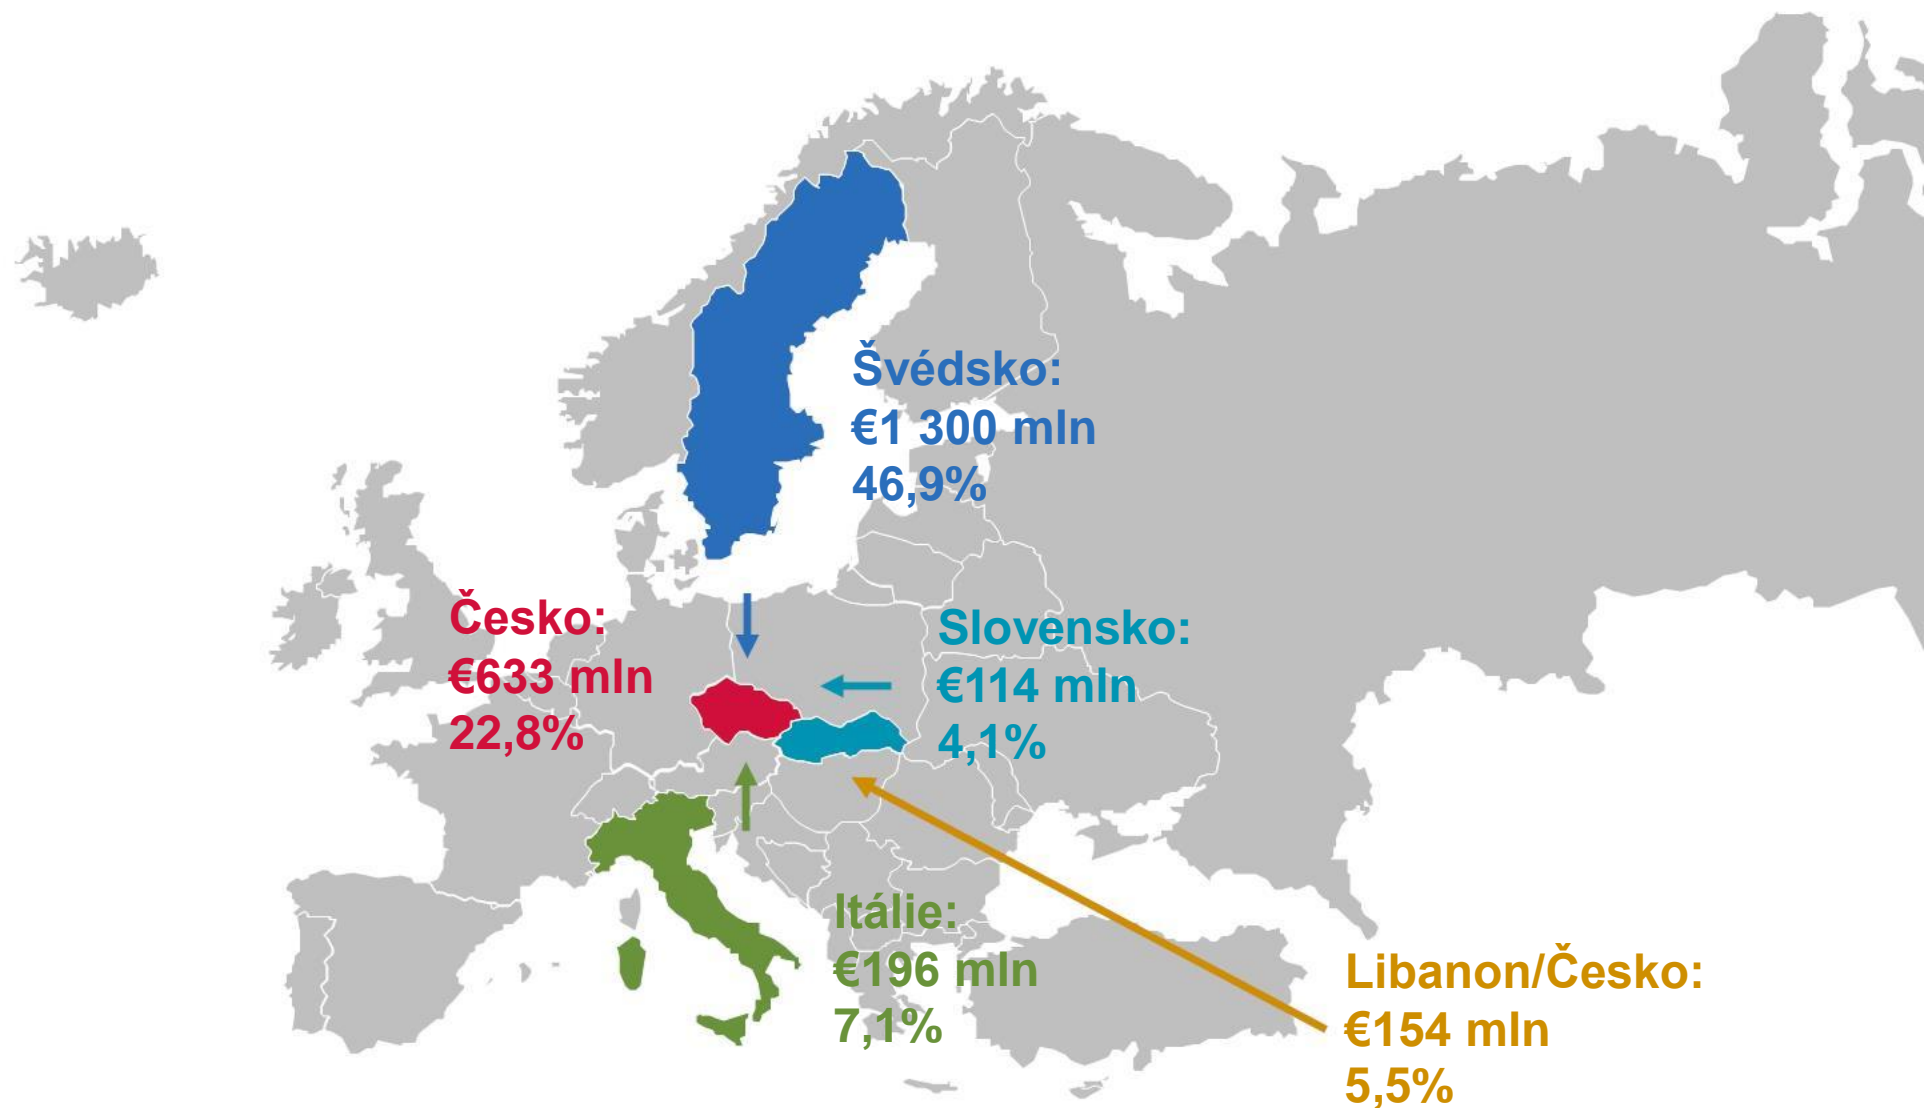 Švédsko:
€1 300 mln
46,9%
Česko:
€633 mln
22,8%
Slovensko:
€114 mln
4,1%
Itálie:
€196 mln
7,1%
Libanon/Česko:
€154 mln
5,5%